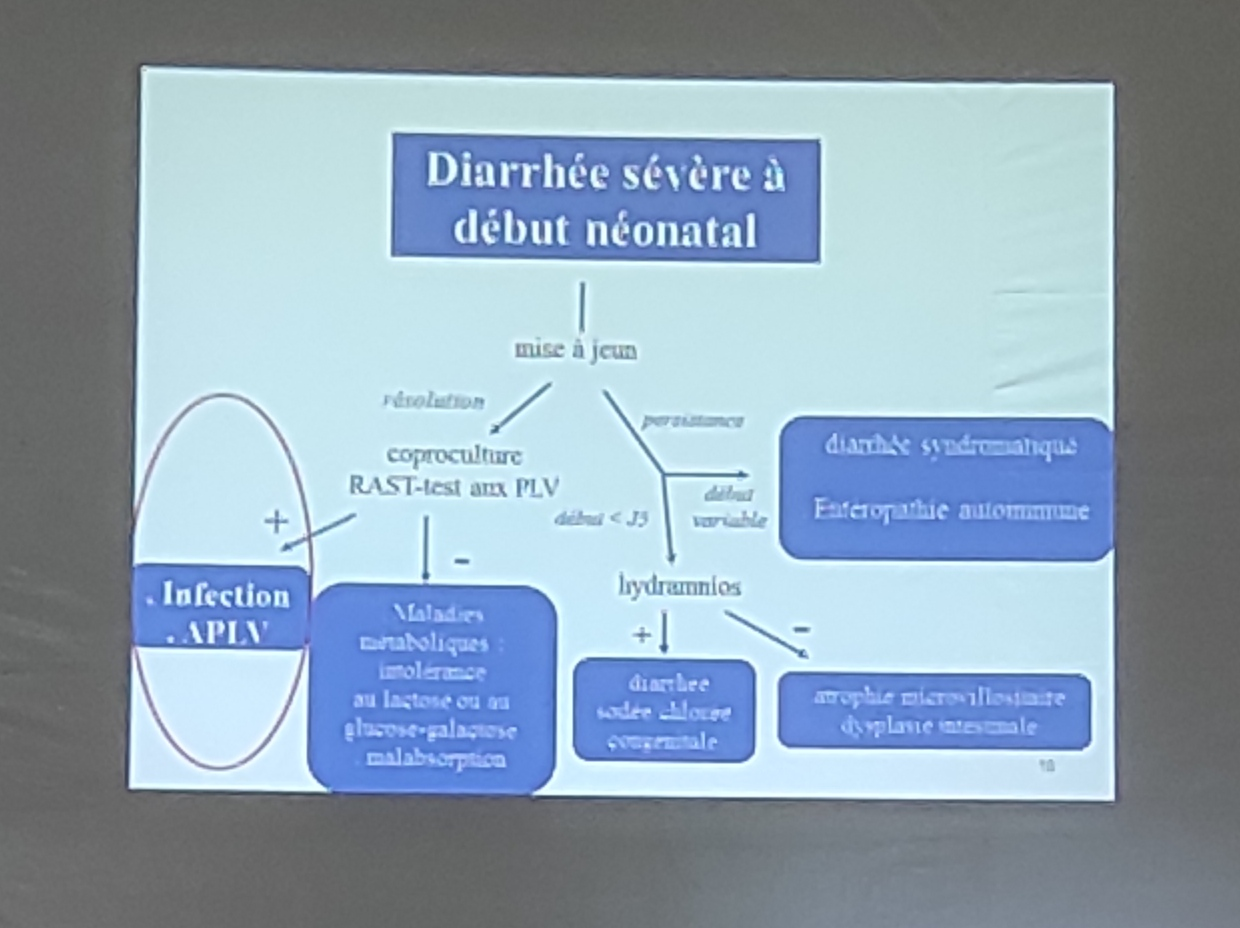 Diarrhée sévère à
début néonatal
mise à jeun
résolution
persistance
coproculture
RAST-test aux PLV
début < J3
début
variable
diarrhée syndromatique
Entéropathie autoimmune
+
-
. Infection
. APLV
Maladies
métaboliques :
intolérance
au lactose ou au
glucose-galactose
. malabsorption
hydramnios
+
-
diarrhée
sodée chlorée
congénitale
atrophie microvillositaire
dysplasie intestinale